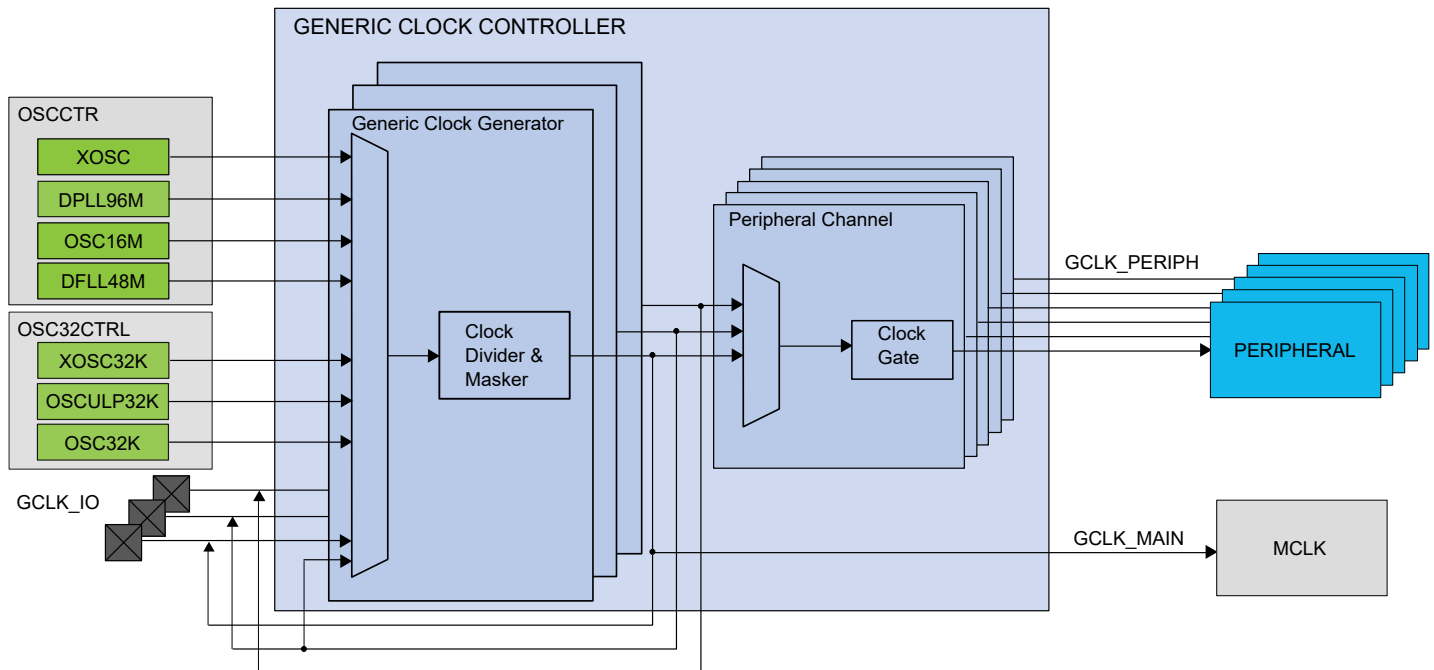 GENERIC CLOCK CONTROLLER
OSCCTR
XOSC
DPLL96M
OSC16M
DFLL48M
OSC32CTRL
XOSC32K
OSCULP32K
OSC32K
GCLK_IO
Generic Clock Generator
Clock
Divider &
Masker
Peripheral Channel
Clock
Gate
GCLK_PERIPH
PERIPHERAL
GCLK_MAIN
MCLK